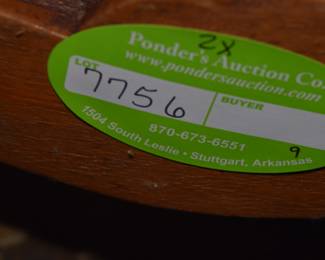 2x
Ponder's Auction Co.
www.pondersauction.com
LOT
7756
BUYER
870-673-6551
9
1504 South Leslie • Stuttgart, Arkansas